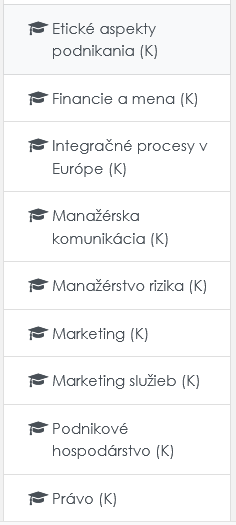 Etické aspekty
podnikania (K)
Financie a mena (K)
Integračné procesy v
Európe (K)
Manažérska
komunikácia (K)
Manažérstvo rizika (K)
Marketing (K)
Marketing služieb (K)
Podnikové
hospodárstvo (K)
Právo (K)